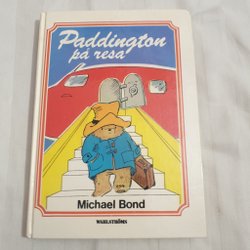 Paddington
på resa
Michael Bond
WAHLSTRÖMS